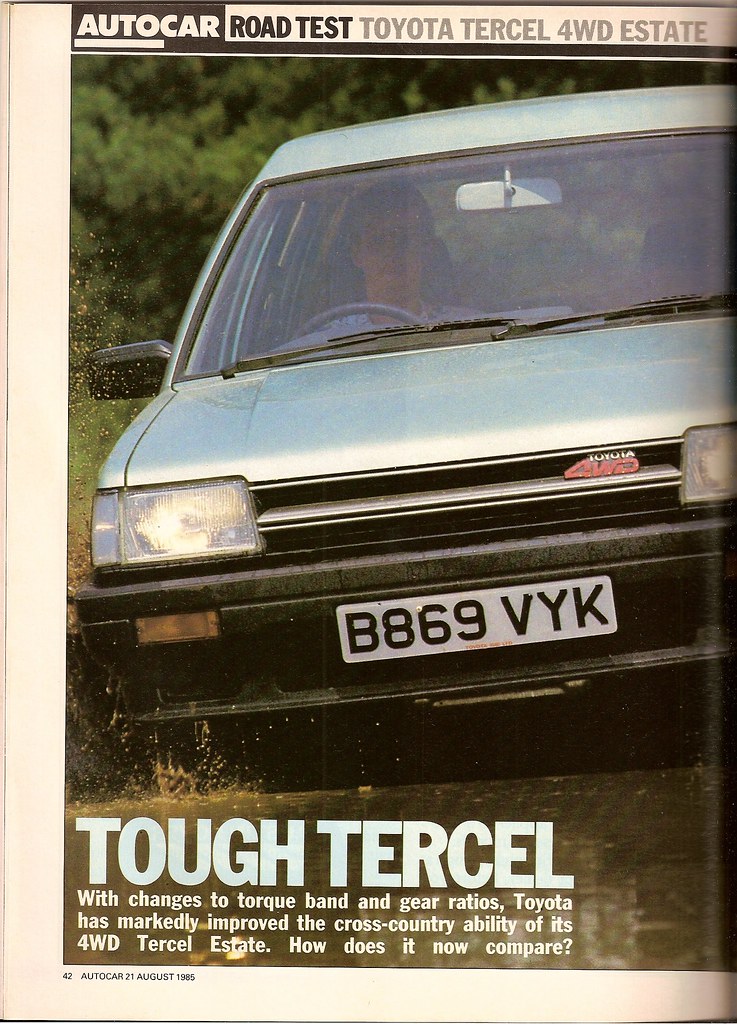 AUTOCAR ROAD TEST TOYOTA TERCEL 4WD ESTATE
TOYOTA
4WD
B869 VYK
TOUGH TERCEL
With changes to torque band and gear ratios, Toyota
has markedly improved the cross-country ability of its
4WD Tercel Estate. How does it now compare?
42 AUTOCAR 21 AUGUST 1985